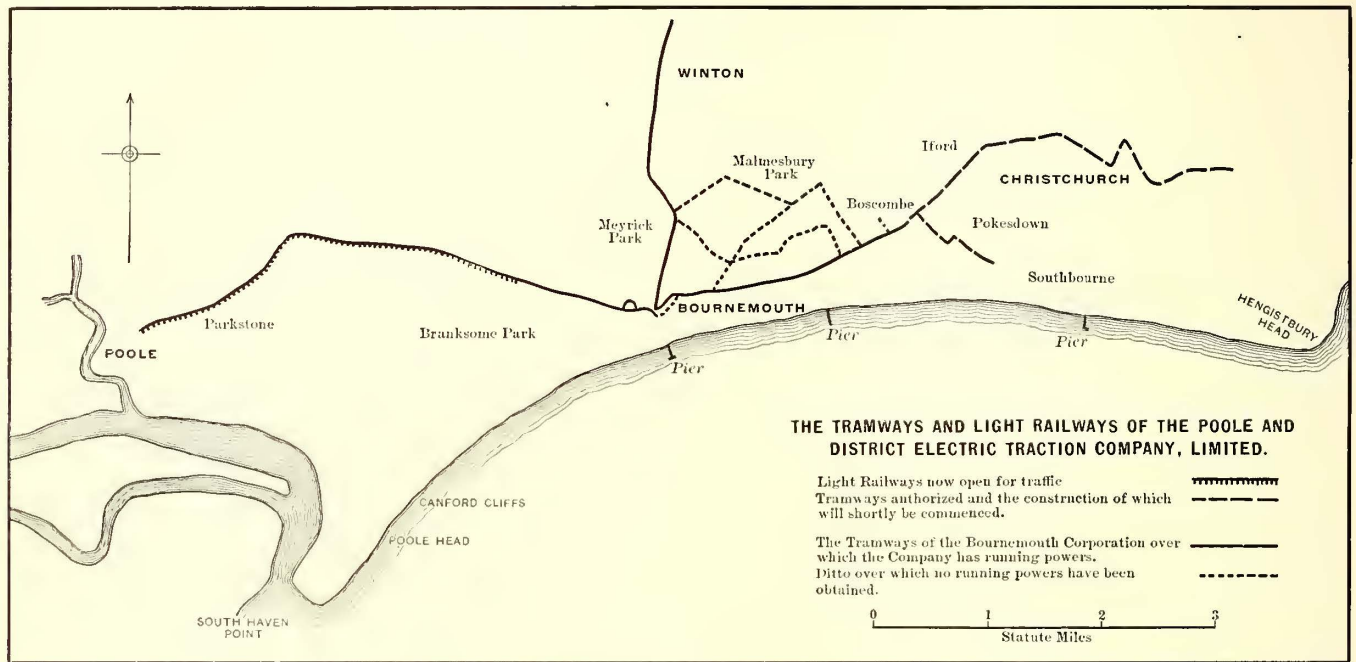 WINTON
Iford
Malmesbury
Park
CHRISTCHURCH
Boscombe
Meyrick
Park
Pokesdown
Southbourne
BOURNEMOUTH
HENGISTBURY
HEAD
Parkstone
Branksome Park
POOLE
Pier
Pier
Pier
CANFORD CLIFFS
POOLE HEAD
SOUTH HAVEN
POINT
THE TRAMWAYS AND LIGHT RAILWAYS OF THE POOLE AND
DISTRICT ELECTRIC TRACTION COMPANY, LIMITED.
Light Railways now open for traffic
Tramways authorized and the construction of which
will shortly be commenced.
The Tramways of the Bournemouth Corporation over
which the Company has running powers.
Ditto over which no running powers have been
obtained.
0 1 2 3
Statute Miles